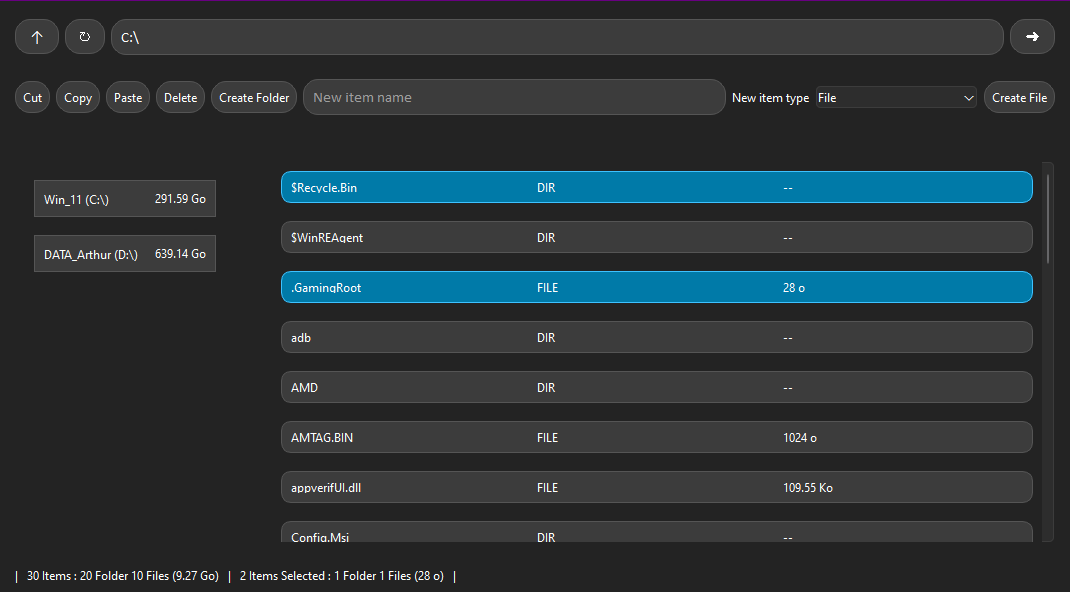 ↑ ↻ C:\ →
Cut Copy Paste Delete Create Folder New item name New item type File Create File
Win_11 (C:\) 291.59 Go
DATA_Arthur (D:\) 639.14 Go
$Recycle.Bin DIR --
$WinREAgent DIR --
.GamingRoot FILE 28 o
adb DIR --
AMD DIR --
AMTAG.BIN FILE 1024 o
appverifUI.dll FILE 109.55 Ko
Config.Msi DIR --
| 30 Items : 20 Folder 10 Files (9.27 Go) | 2 Items Selected : 1 Folder 1 Files (28 o) |